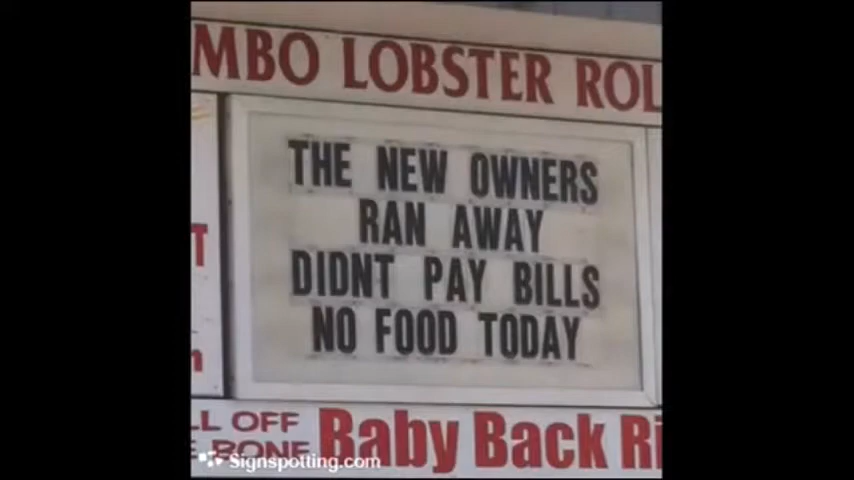 MBO LOBSTER ROL
THE NEW OWNERS
RAN AWAY
DIDNT PAY BILLS
NO FOOD TODAY
LL OFF
E BONE
Baby Back Ri
Signspotting.com